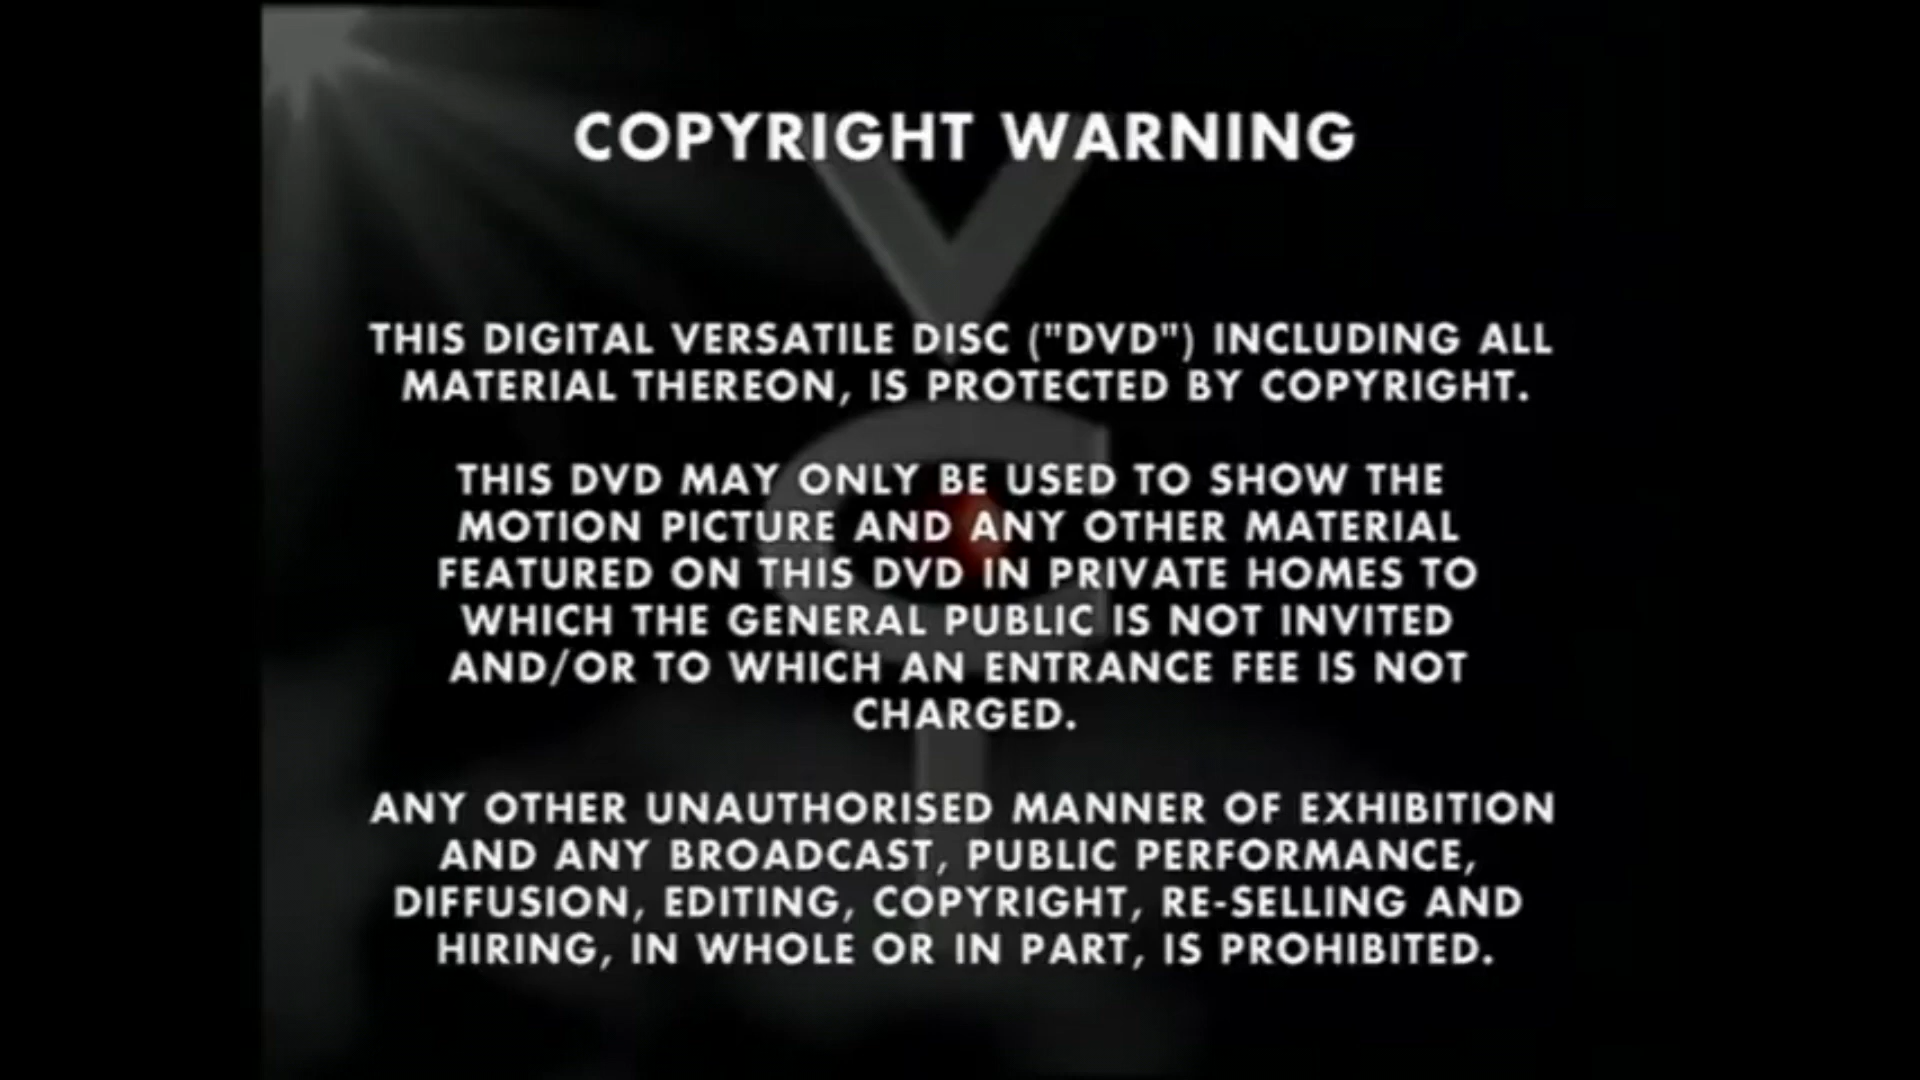 COPYRIGHT WARNING
THIS DIGITAL VERSATILE DISC ("DVD") INCLUDING ALL
MATERIAL THEREON, IS PROTECTED BY COPYRIGHT.
THIS DVD MAY ONLY BE USED TO SHOW THE
MOTION PICTURE AND ANY OTHER MATERIAL
FEATURED ON THIS DVD IN PRIVATE HOMES TO
WHICH THE GENERAL PUBLIC IS NOT INVITED
AND/OR TO WHICH AN ENTRANCE FEE IS NOT
CHARGED.
ANY OTHER UNAUTHORISED MANNER OF EXHIBITION
AND ANY BROADCAST, PUBLIC PERFORMANCE,
DIFFUSION, EDITING, COPYRIGHT, RE-SELLING AND
HIRING, IN WHOLE OR IN PART, IS PROHIBITED.